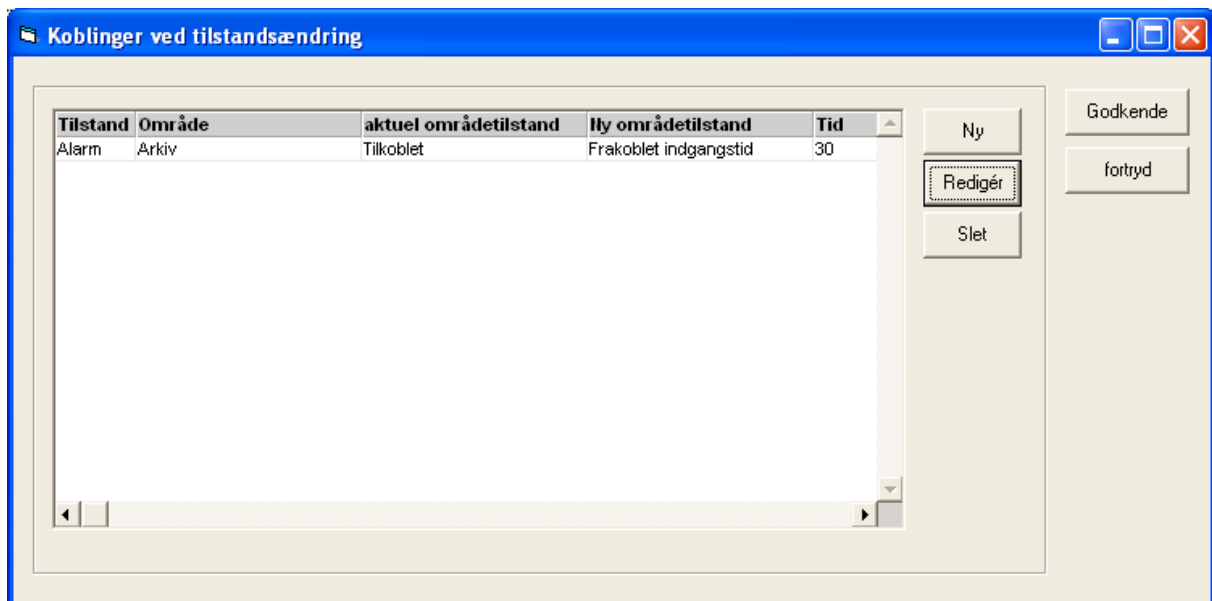 Koblinger ved tilstandsændring
Tilstand Område aktuel områdetilstand Ny områdetilstand Tid
Alarm Arkiv Tilkoblet Frakoblet indgangstid 30
Ny
Redigér
Slet
Godkende
fortryd